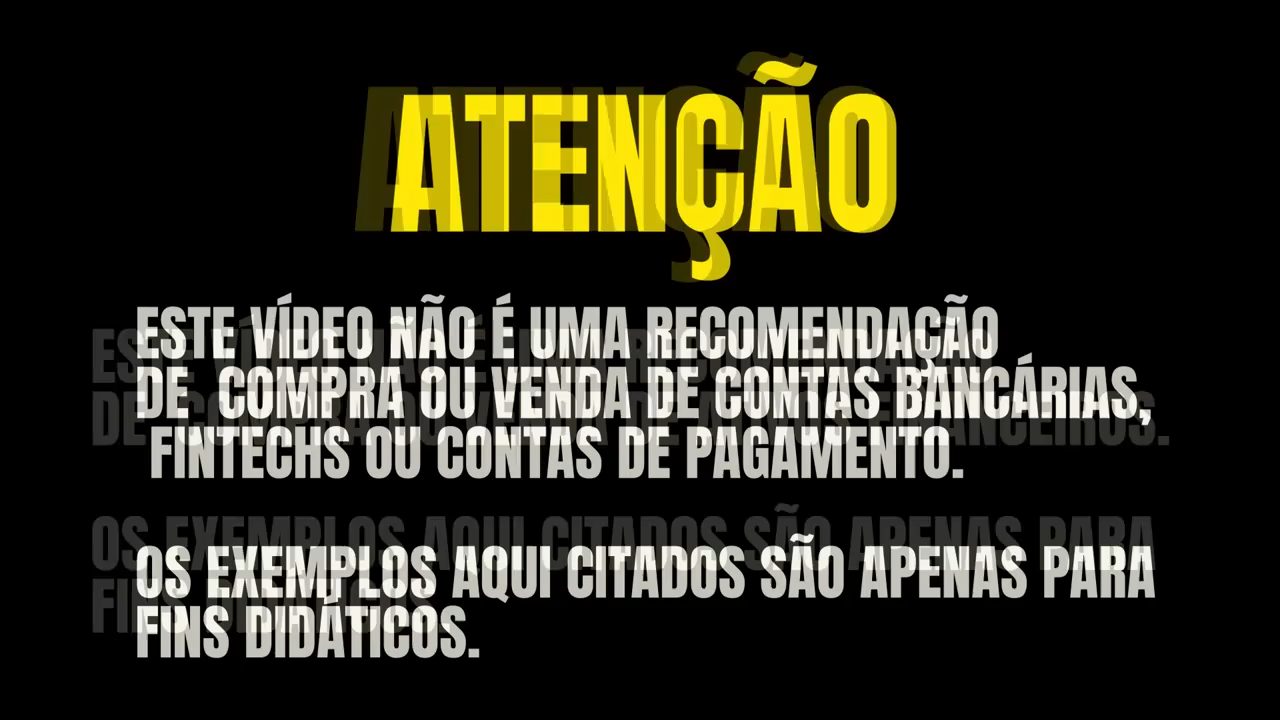 ATENÇÃO
ESTE VÍDEO NÃO É UMA RECOMENDAÇÃO
DE COMPRA OU VENDA DE CONTAS BANCÁRIAS,
FINTECHS OU CONTAS DE PAGAMENTO.
OS EXEMPLOS AQUI CITADOS SÃO APENAS PARA
FINS DIDÁTICOS.